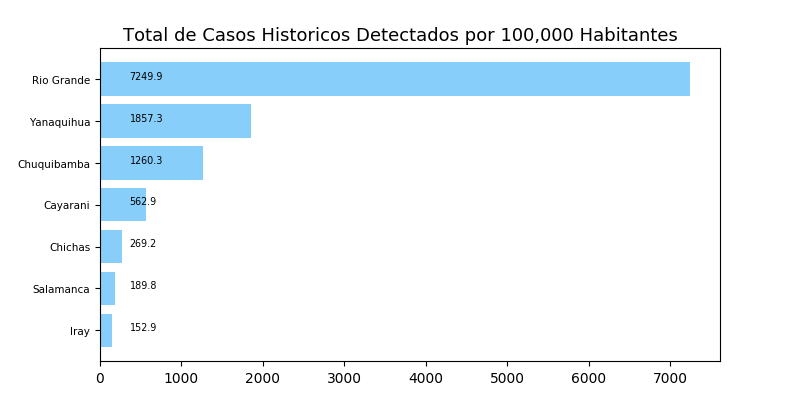 Total de Casos Historicos Detectados por 100,000 Habitantes
Rio Grande 7249.9
Yanaquihua 1857.3
Chuquibamba 1260.3
Cayarani 562.9
Chichas 269.2
Salamanca 189.8
Iray 152.9
0 1000 2000 3000 4000 5000 6000 7000